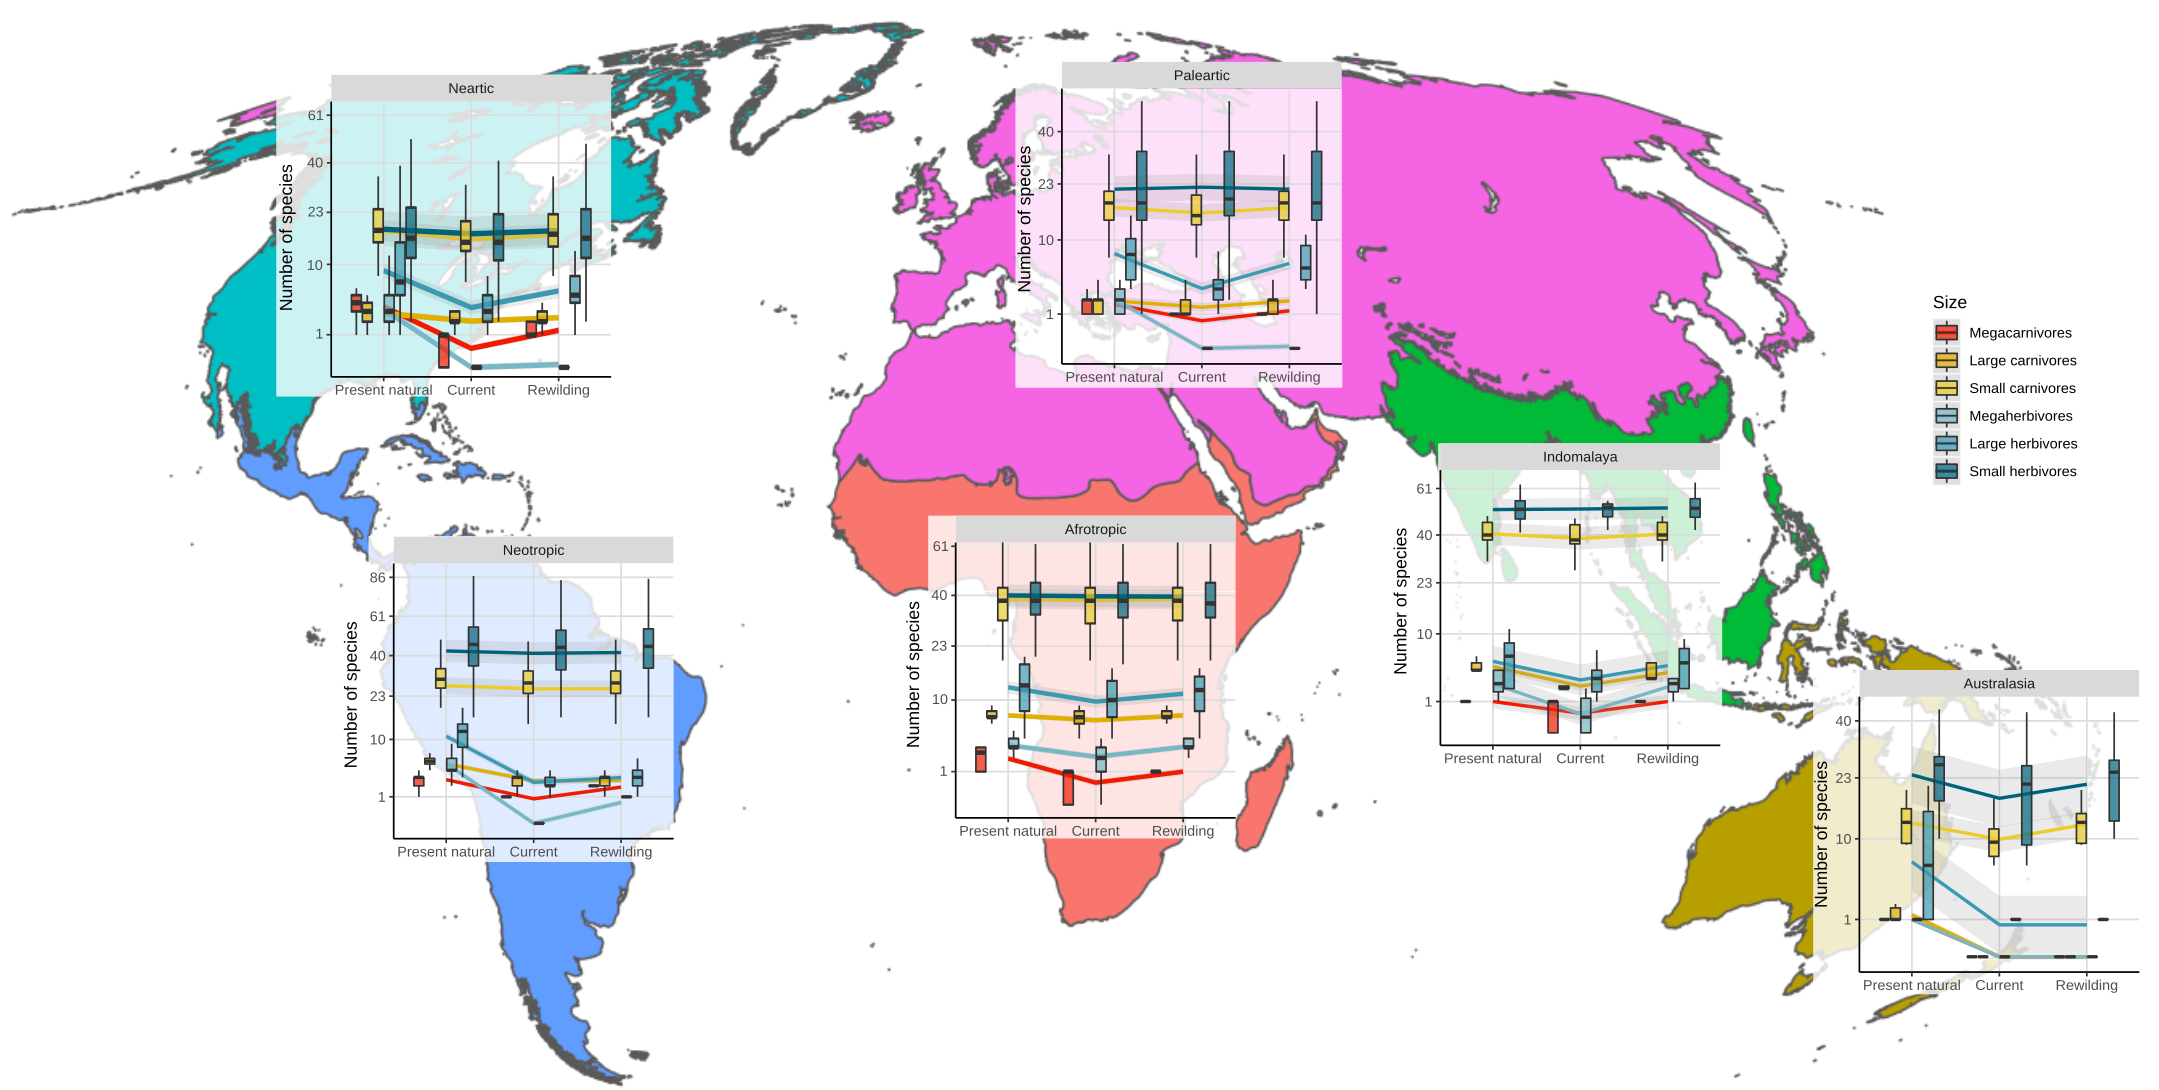 Neartic
Number of species
61
40
23
10
1
Present natural Current Rewilding
Paleartic
Number of species
40
23
10
1
Present natural Current Rewilding
Size
Megacarnivores
Large carnivores
Small carnivores
Megaherbivores
Large herbivores
Small herbivores
Indomalaya
Number of species
61
40
23
10
1
Present natural Current Rewilding
Afrotropic
Number of species
61
40
23
10
1
Present natural Current Rewilding
Neotropic
Number of species
86
61
40
23
10
1
Present natural Current Rewilding
Australasia
Number of species
40
23
10
1
Present natural Current Rewilding